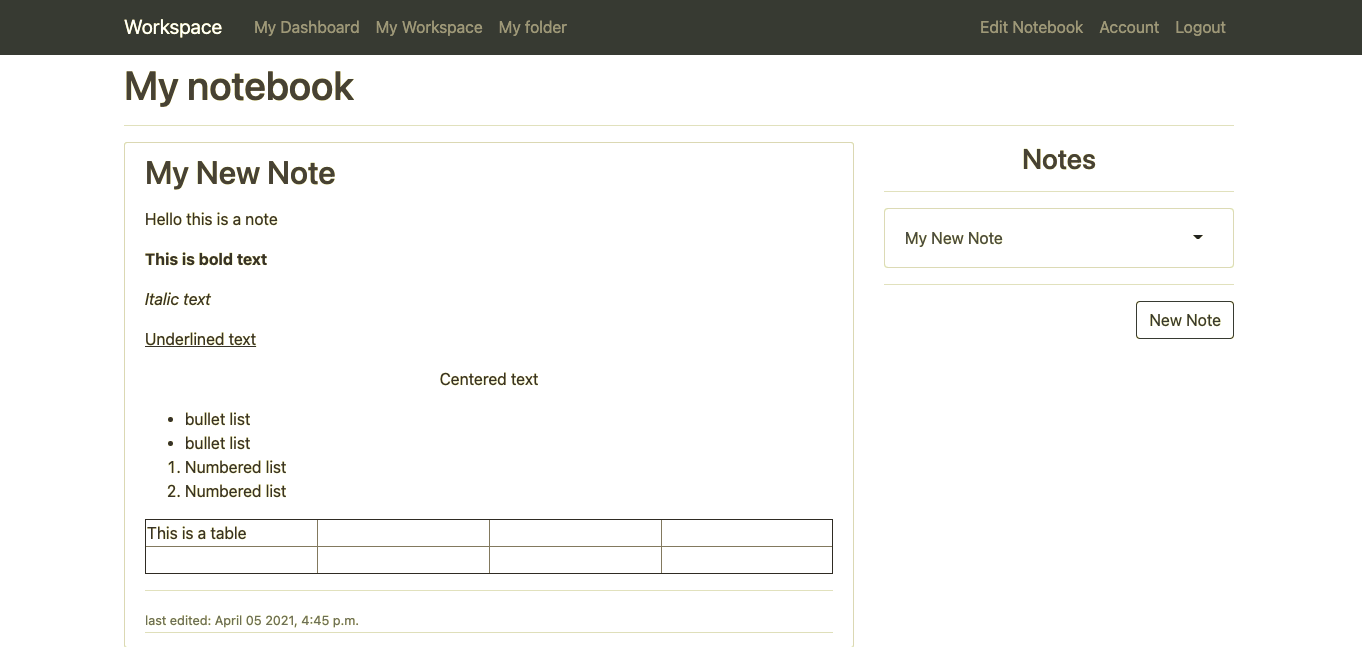 Workspace My Dashboard My Workspace My folder Edit Notebook Account Logout
My notebook
My New Note
Hello this is a note
This is bold text
Italic text
Underlined text
Centered text
• bullet list
• bullet list
1. Numbered list
2. Numbered list
This is a table
last edited: April 05 2021, 4:45 p.m.
Notes
My New Note
New Note